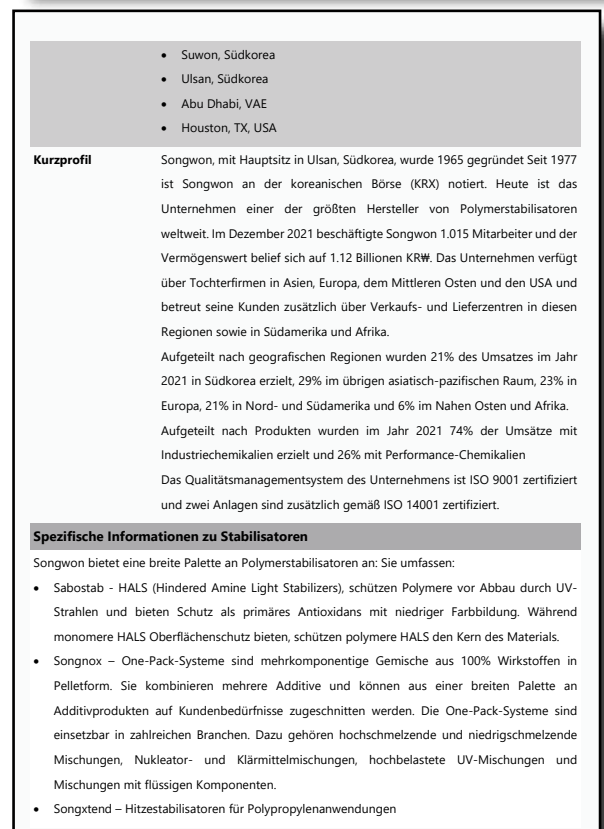 • Suwon, Südkorea
• Ulsan, Südkorea
• Abu Dhabi, VAE
• Houston, TX, USA
Kurzprofil Songwon, mit Hauptsitz in Ulsan, Südkorea, wurde 1965 gegründet Seit 1977
ist Songwon an der koreanischen Börse (KRX) notiert. Heute ist das
Unternehmen einer der größten Hersteller von Polymerstabilisatoren
weltweit. Im Dezember 2021 beschäftigte Songwon 1.015 Mitarbeiter und der
Vermögenswert belief sich auf 1.12 Billionen KR₩. Das Unternehmen verfügt
über Tochterfirmen in Asien, Europa, dem Mittleren Osten und den USA und
betreut seine Kunden zusätzlich über Verkaufs- und Lieferzentren in diesen
Regionen sowie in Südamerika und Afrika.
Aufgeteilt nach geografischen Regionen wurden 21% des Umsatzes im Jahr
2021 in Südkorea erzielt, 29% im übrigen asiatisch-pazifischen Raum, 23% in
Europa, 21% in Nord- und Südamerika und 6% im Nahen Osten und Afrika.
Aufgeteilt nach Produkten wurden im Jahr 2021 74% der Umsätze mit
Industriechemikalien erzielt und 26% mit Performance-Chemikalien
Das Qualitätsmanagementsystem des Unternehmens ist ISO 9001 zertifiziert
und zwei Anlagen sind zusätzlich gemäß ISO 14001 zertifiziert.
Spezifische Informationen zu Stabilisatoren
Songwon bietet eine breite Palette an Polymerstabilisatoren an: Sie umfassen:
• Sabostab - HALS (Hindered Amine Light Stabilizers), schützen Polymere vor Abbau durch UV-
Strahlen und bieten Schutz als primäres Antioxidans mit niedriger Farbbildung. Während
monomere HALS Oberflächenschutz bieten, schützen polymere HALS den Kern des Materials.
• Songnox – One-Pack-Systeme sind mehrkomponentige Gemische aus 100% Wirkstoffen in
Pelletform. Sie kombinieren mehrere Additive und können aus einer breiten Palette an
Additivprodukten auf Kundenbedürfnisse zugeschnitten werden. Die One-Pack-Systeme sind
einsetzbar in zahlreichen Branchen. Dazu gehören hochschmelzende und niedrigschmelzende
Mischungen, Nukleator- und Klärmittelmischungen, hochbelastete UV-Mischungen und
Mischungen mit flüssigen Komponenten.
• Songxtend – Hitzestabilisatoren für Polypropylenanwendungen